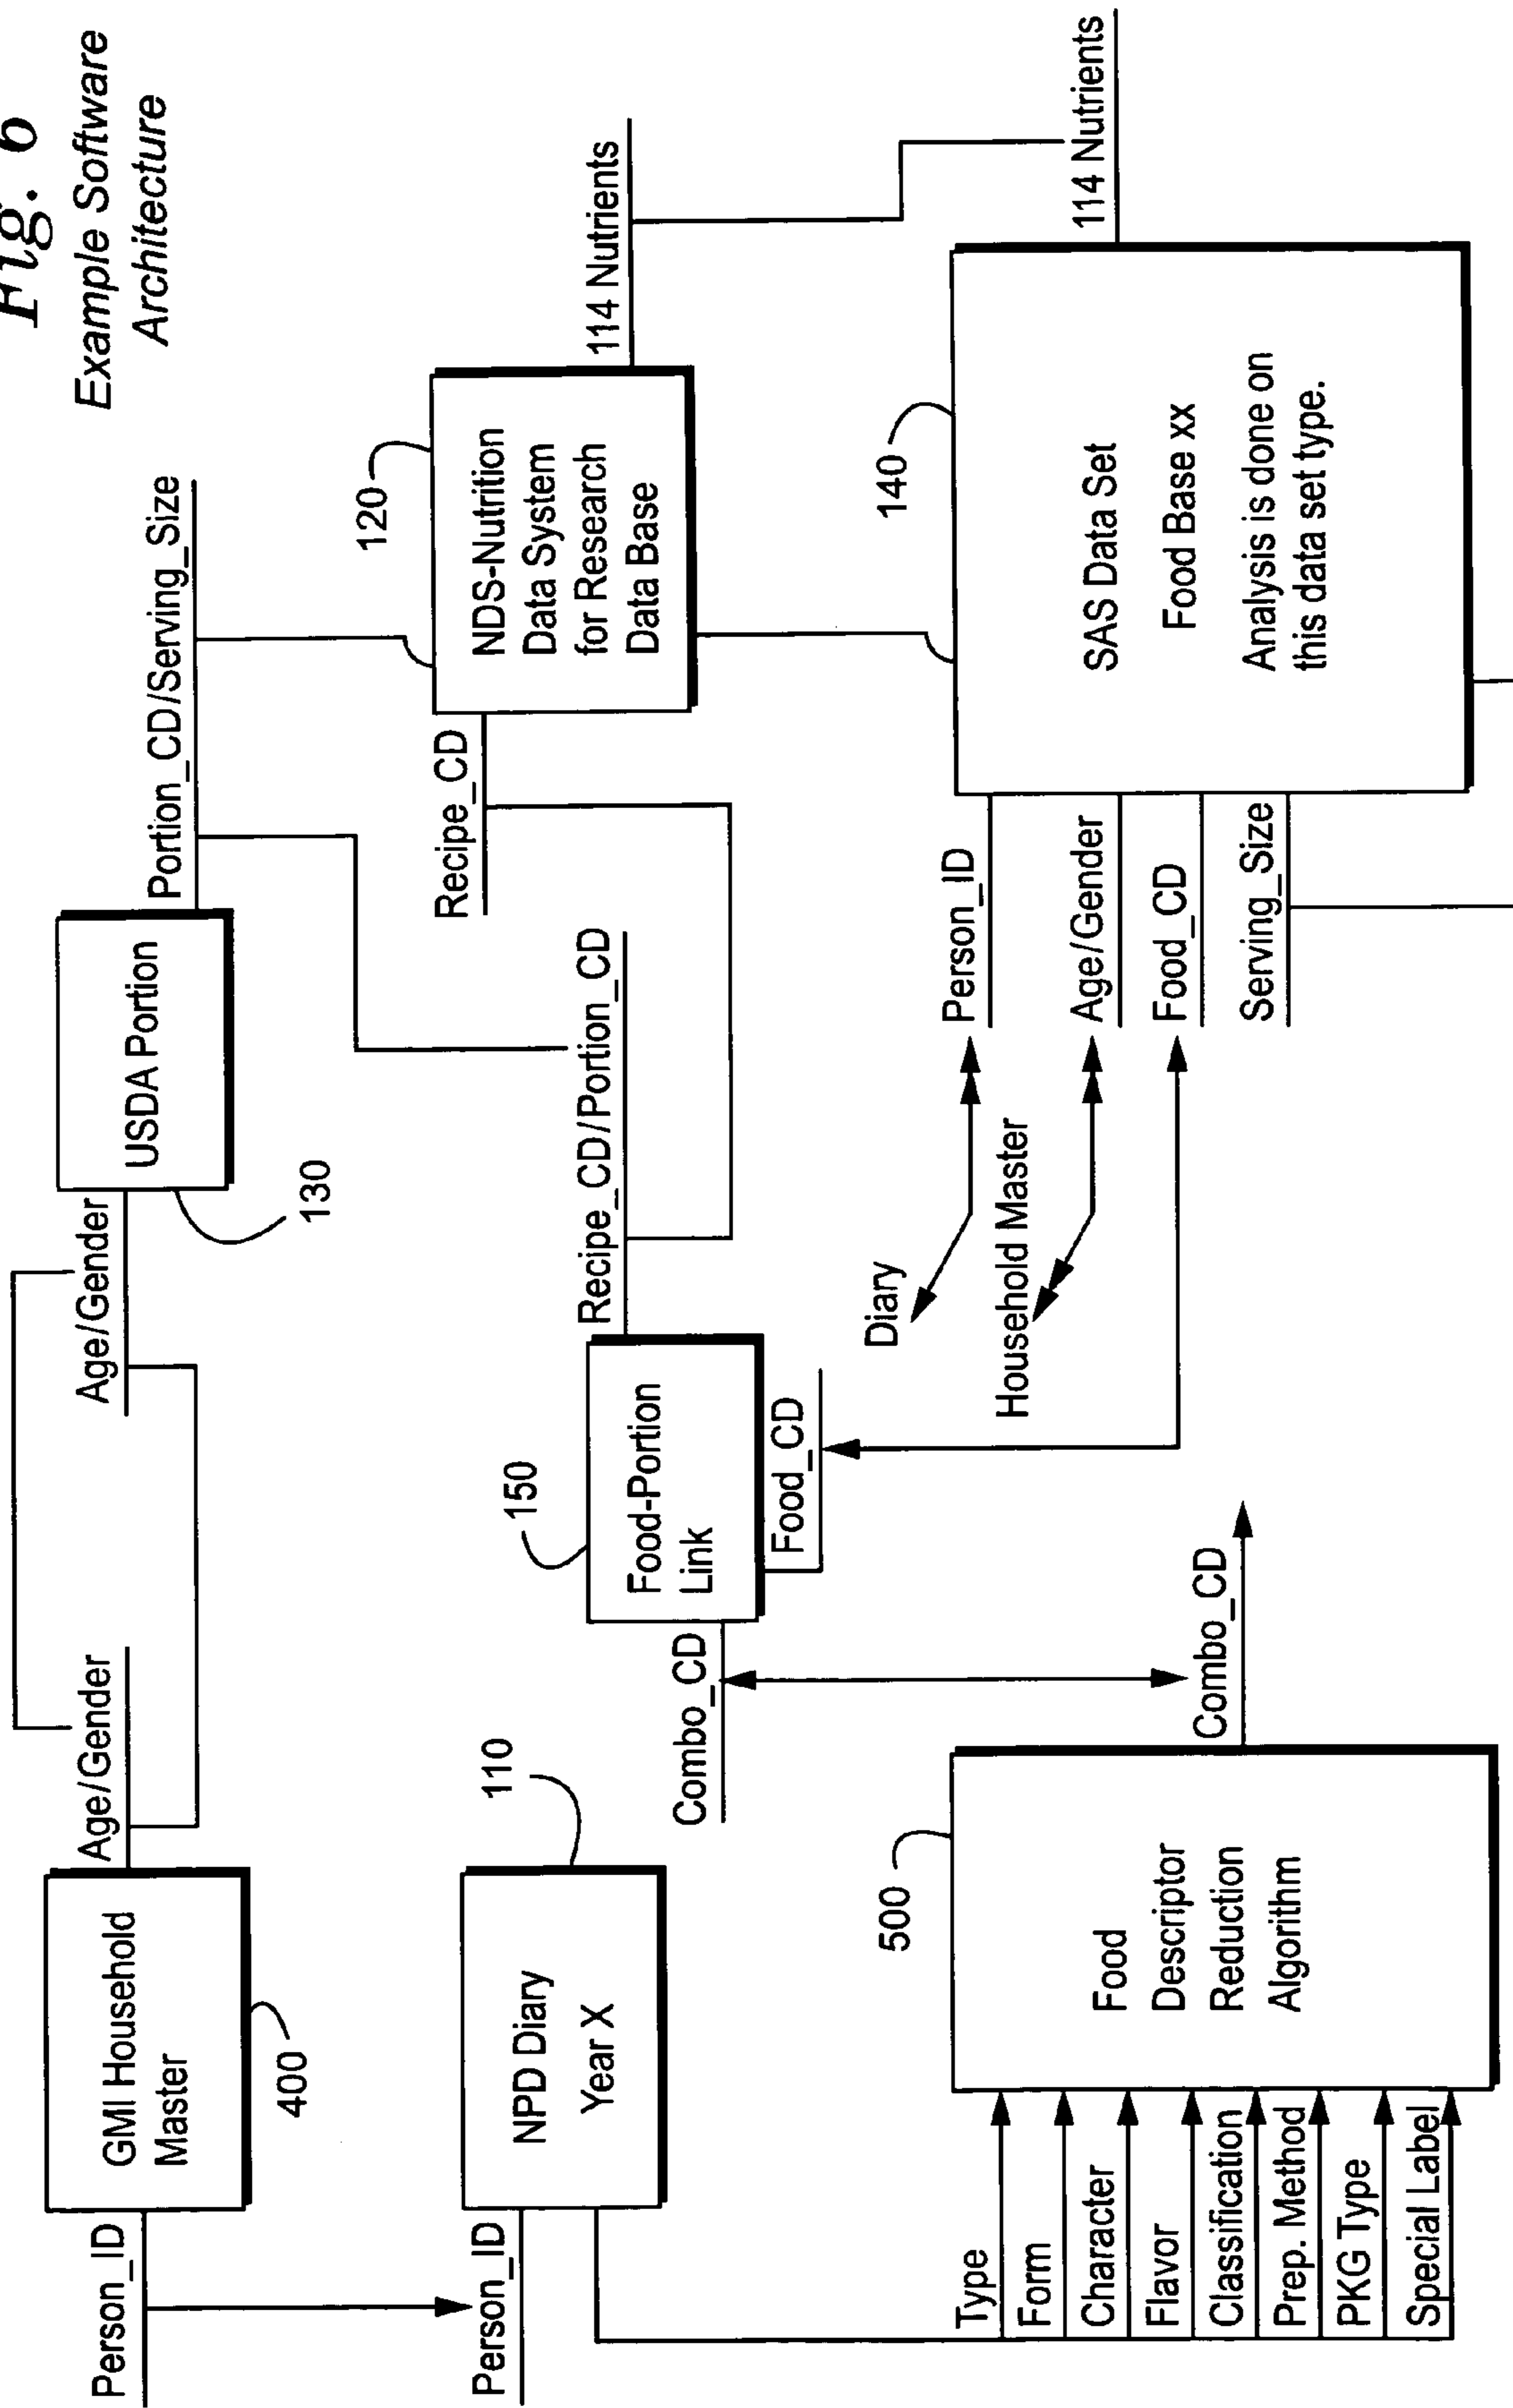 Fig. 6
Example Software
Architecture
Person_ID
GMI Household
Master
400
Age/Gender
Age/Gender
USDA Portion
130
Portion_CD/Serving_Size
Person_ID
NPD Diary
Year X
110
Combo_CD
150
Food-Portion
Link
Food_CD
Recipe_CD/Portion_CD
Recipe_CD
120
NDS-Nutrition
Data System
for Research
Data Base
114 Nutrients
Type
Form
Character
Flavor
Classification
Prep. Method
PKG Type
Special Label
500
Food
Descriptor
Reduction
Algorithm
Combo_CD
Diary
Household Master
Person_ID
Age/Gender
Food_CD
Serving_Size
140
SAS Data Set
Food Base xx
Analysis is done on
this data set type.
114 Nutrients